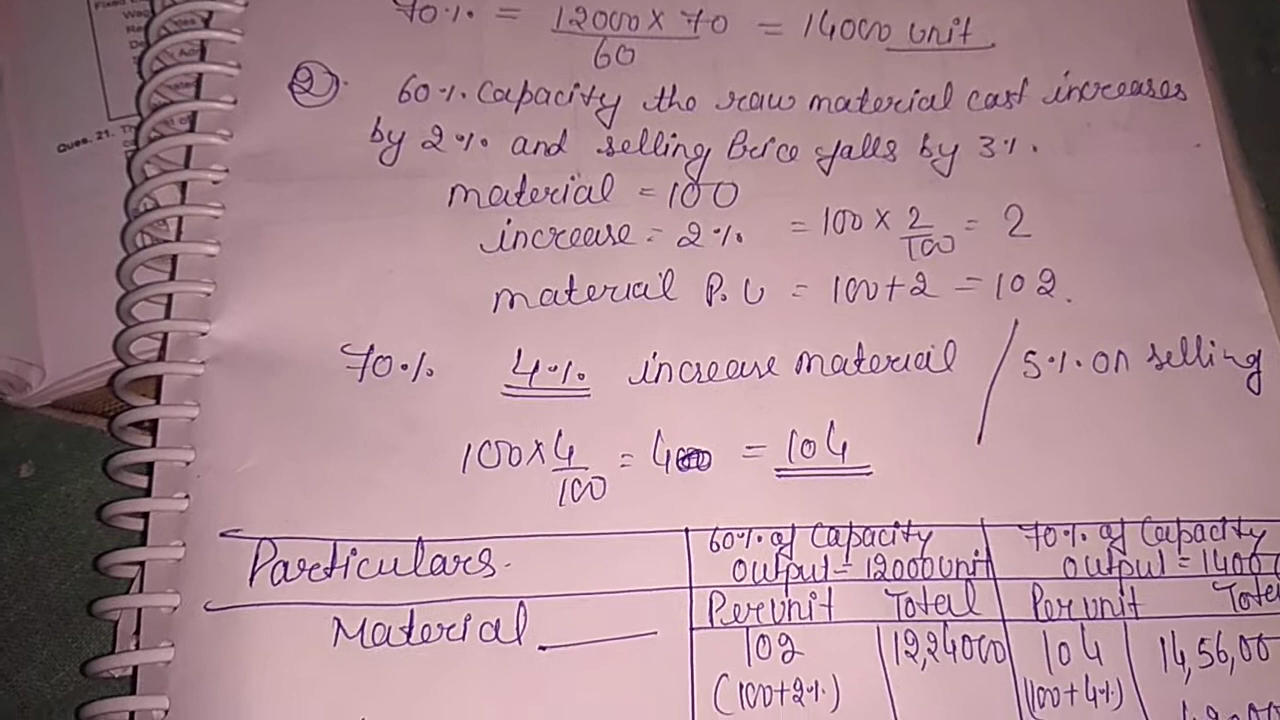 70% = 12000 x 70 / 60 = 14000 unit
② 60% Capacity the raw material cost increases
by 2% and selling Price falls by 3%.
material = 100
increase = 2% = 100 x 2/100 = 2
material P.U = 100+2 = 102.
70% 4% increase material / 5% on selling
100x4/100 = 4 = 104
Particulars. 60% of Capacity 70% of Capacity
output = 12000 unit output = 1400
Per unit Total Per unit Tota
Material 102 12,24000 104 14,56,00
(100+2%) (100+4%)
Ques. 21.